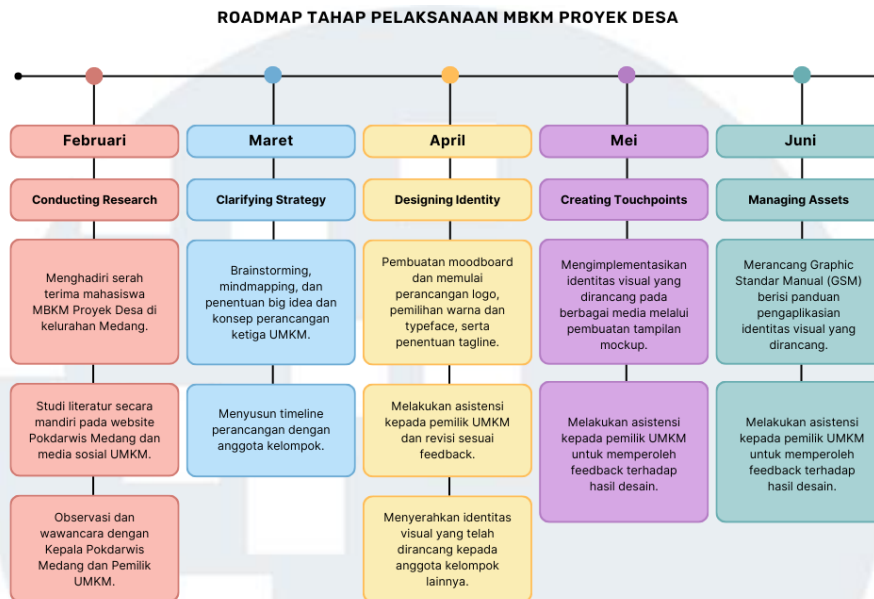 ROADMAP TAHAP PELAKSANAAN MBKM PROYEK DESA
Februari
Conducting Research
Menghadiri serah
terima mahasiswa
MBKM Proyek Desa di
kelurahan Medang.
Studi literatur secara
mandiri pada website
Pokdarwis Medang dan
media sosial UMKM.
Observasi dan
wawancara dengan
Kepala Pokdarwis
Medang dan Pemilik
UMKM.
Maret
Clarifying Strategy
Brainstorming,
mindmapping, dan
penentuan big idea dan
konsep perancangan
ketiga UMKM.
Menyusun timeline
perancangan dengan
anggota kelompok.
April
Designing Identity
Pembuatan moodboard
dan memulai
perancangan logo,
pemilihan warna dan
typeface, serta
penentuan tagline.
Melakukan asistensi
kepada pemilik UMKM
dan revisi sesuai
feedback.
Menyerahkan identitas
visual yang telah
dirancang kepada
anggota kelompok
lainnya.
Mei
Creating Touchpoints
Mengimplementasikan
identitas visual yang
dirancang pada
berbagai media melalui
pembuatan tampilan
mockup.
Melakukan asistensi
kepada pemilik UMKM
untuk memperoleh
feedback terhadap
hasil desain.
Juni
Managing Assets
Merancang Graphic
Standar Manual (GSM)
berisi panduan
pengaplikasian
identitas visual yang
dirancang.
Melakukan asistensi
kepada pemilik UMKM
untuk memperoleh
feedback terhadap
hasil desain.